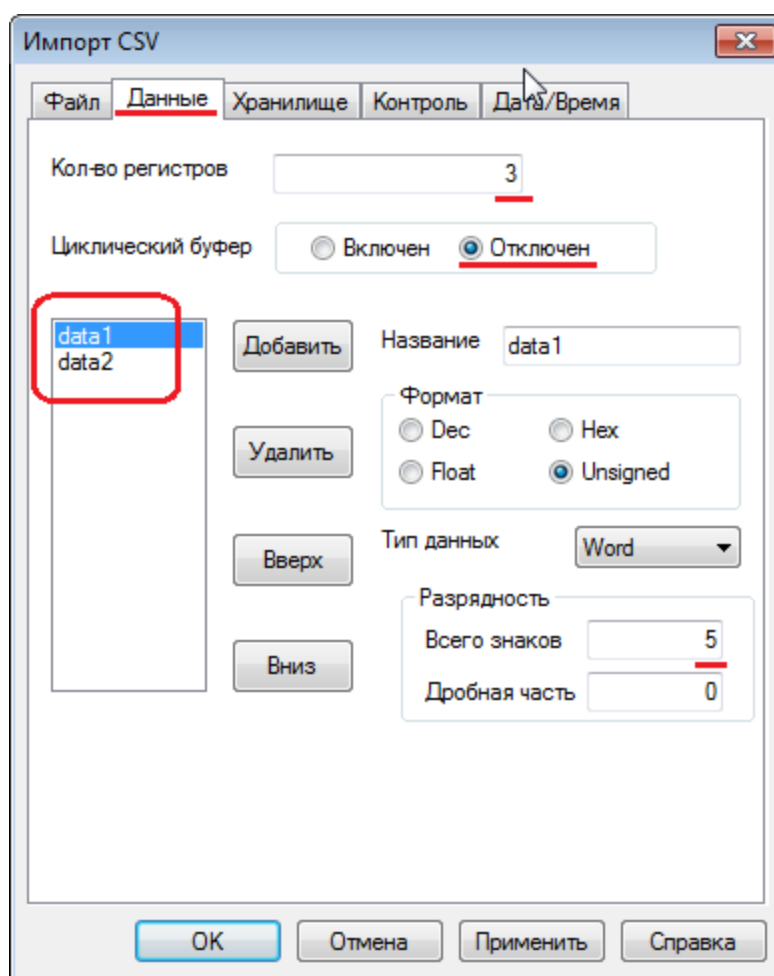 Импорт CSV
Файл Данные Хранилище Контроль Дата/Время
Кол-во регистров 3
Циклический буфер Включен Отключен
data1
data2
Добавить
Удалить
Вверх
Вниз
Название data1
Формат
Dec Hex
Float Unsigned
Тип данных Word
Разрядность
Всего знаков 5
Дробная часть 0
OK Отмена Применить Справка